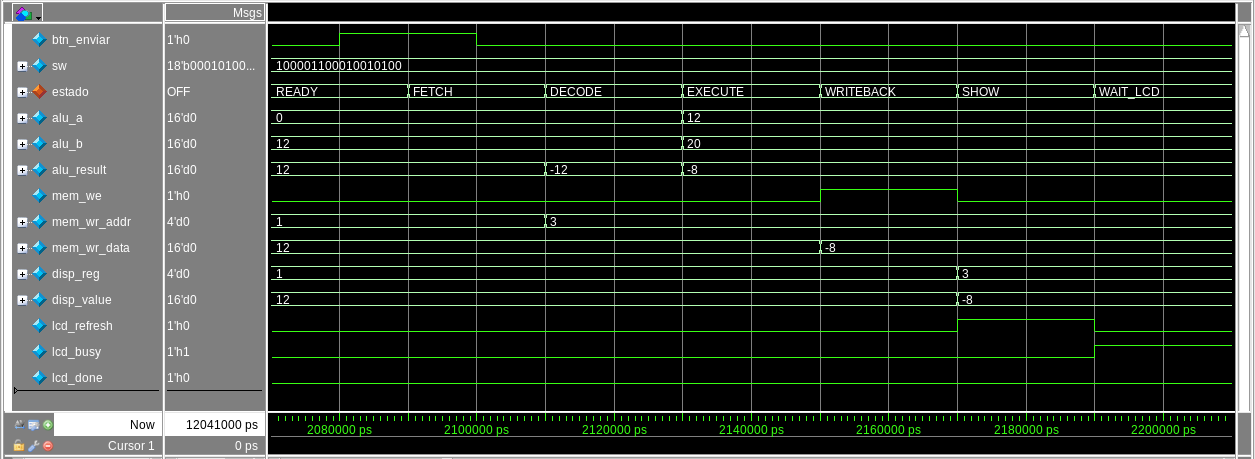 Msgs
btn_enviar 1'h0
sw 18'b00010100... 100001100010010100
estado OFF READY FETCH DECODE EXECUTE WRITEBACK SHOW WAIT_LCD
alu_a 16'd0 0 12
alu_b 16'd0 12 20
alu_result 16'd0 12 -12 -8
mem_we 1'h0
mem_wr_addr 4'd0 1 3
mem_wr_data 16'd0 12 -8
disp_reg 4'd0 1 3
disp_value 16'd0 12 -8
lcd_refresh 1'h0
lcd_busy 1'h1
lcd_done 1'h0
Now 12041000 ps 2080000 ps 2100000 ps 2120000 ps 2140000 ps 2160000 ps 2180000 ps 2200000 ps
Cursor 1 0 ps